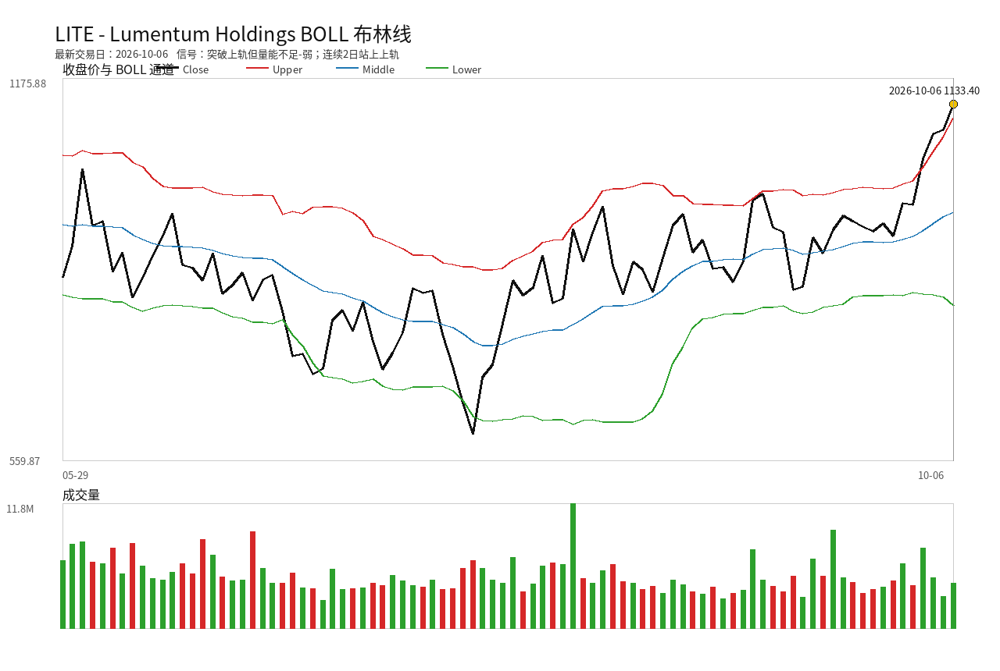 LITE - Lumentum Holdings BOLL 布林线
最新交易日：2026-10-06 信号：突破上轨但量能不足-弱；连续2日站上上轨
收盘价与 BOLL 通道 Close Upper Middle Lower
1175.88
2026-10-06 1133.40
559.87
05-29 10-06
成交量
11.8M